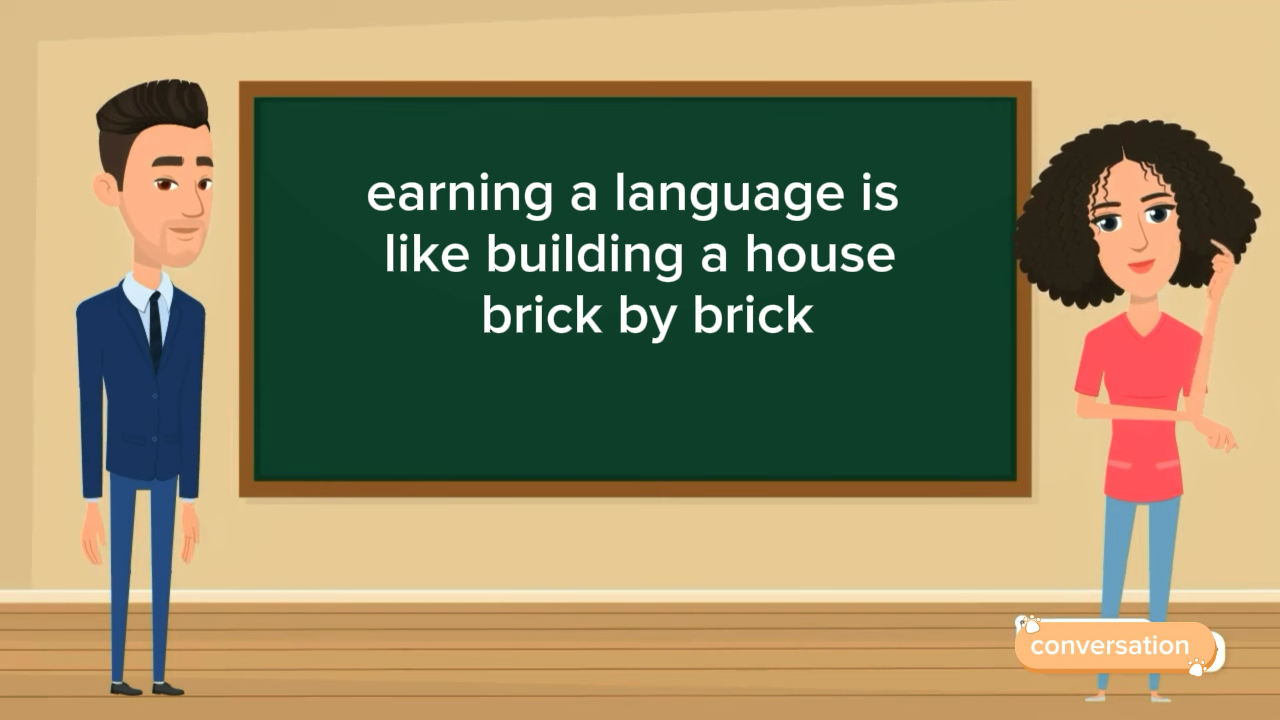 earning a language is
like building a house
brick by brick
conversation